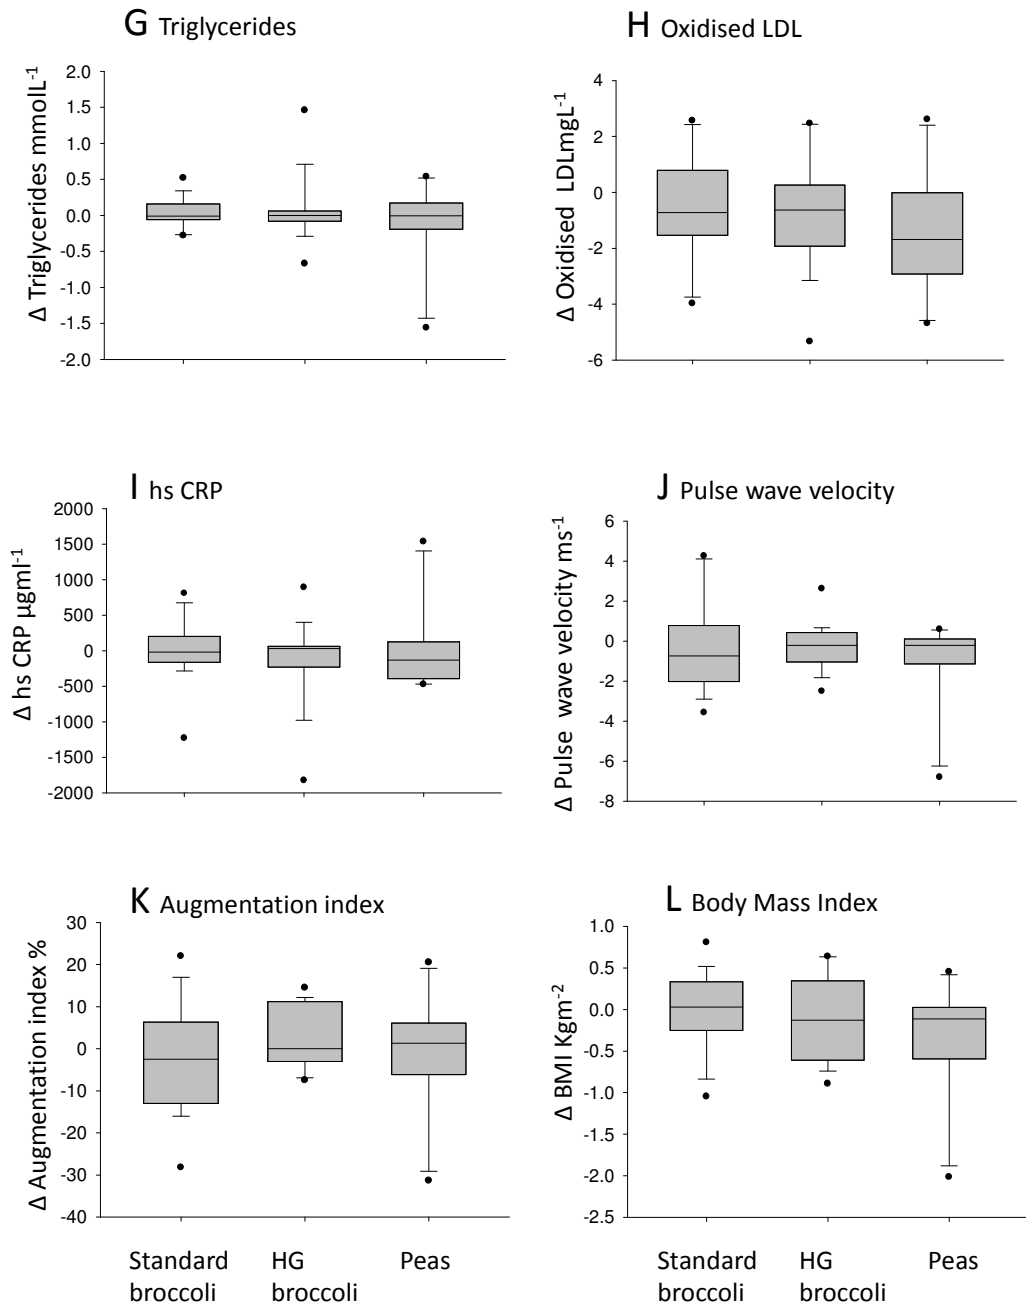 G Triglycerides
Δ Triglycerides mmolL-1
2.0
1.5
1.0
0.5
0.0
-0.5
-1.0
-1.5
-2.0
H Oxidised LDL
Δ Oxidised LDLmgL-1
4
2
0
-2
-4
-6
I hs CRP
Δ hs CRP µgml-1
2000
1500
1000
500
0
-500
-1000
-1500
-2000
J Pulse wave velocity
Δ Pulse wave velocity ms-1
6
4
2
0
-2
-4
-6
-8
K Augmentation index
Δ Augmentation index %
30
20
10
0
-10
-20
-30
-40
Standard
broccoli
HG
broccoli
Peas
L Body Mass Index
Δ BMI Kgm-2
1.0
0.5
0.0
-0.5
-1.0
-1.5
-2.0
-2.5
Standard
broccoli
HG
broccoli
Peas